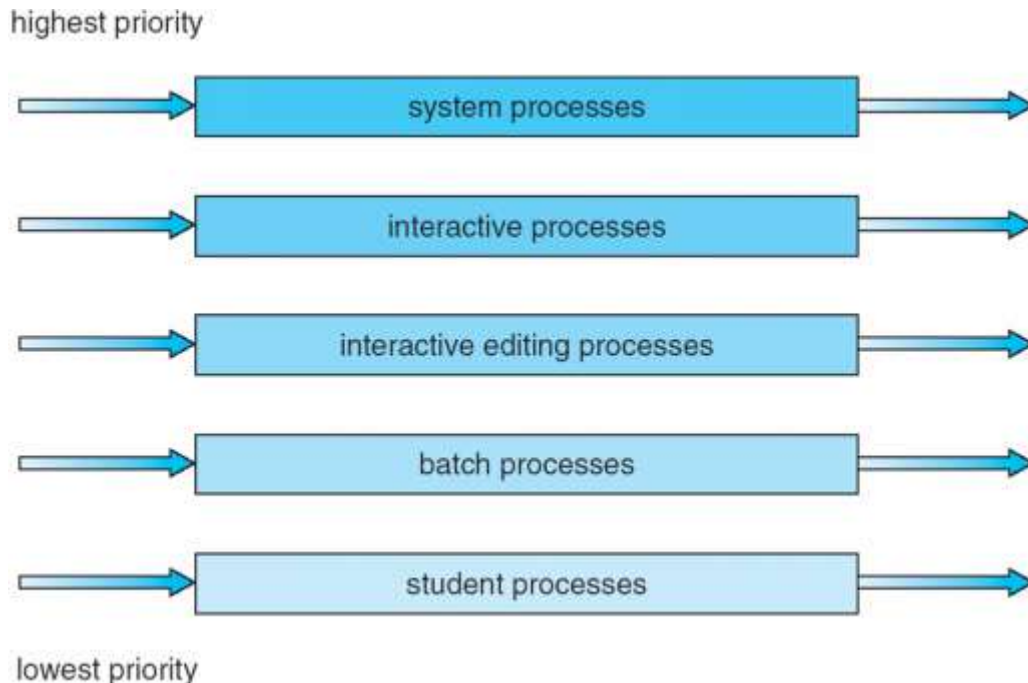 highest priority
system processes
interactive processes
interactive editing processes
batch processes
student processes
lowest priority